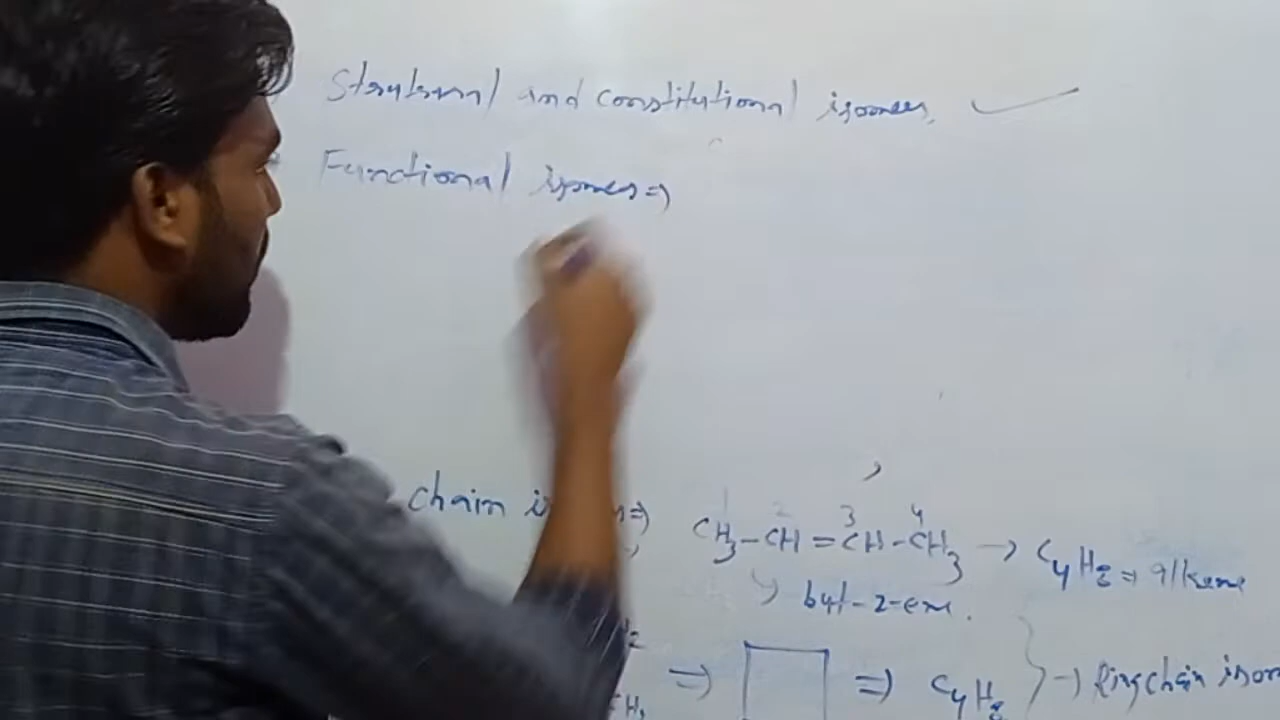 Structural and constitutional isomers.
Functional isomers ⇒
chain
1 2 3 4
CH3-CH=CH-CH3 → C4H8 ⇒ alkene
but-2-ene.
⇒ ⇒ C4H8 } → Ring chain isom